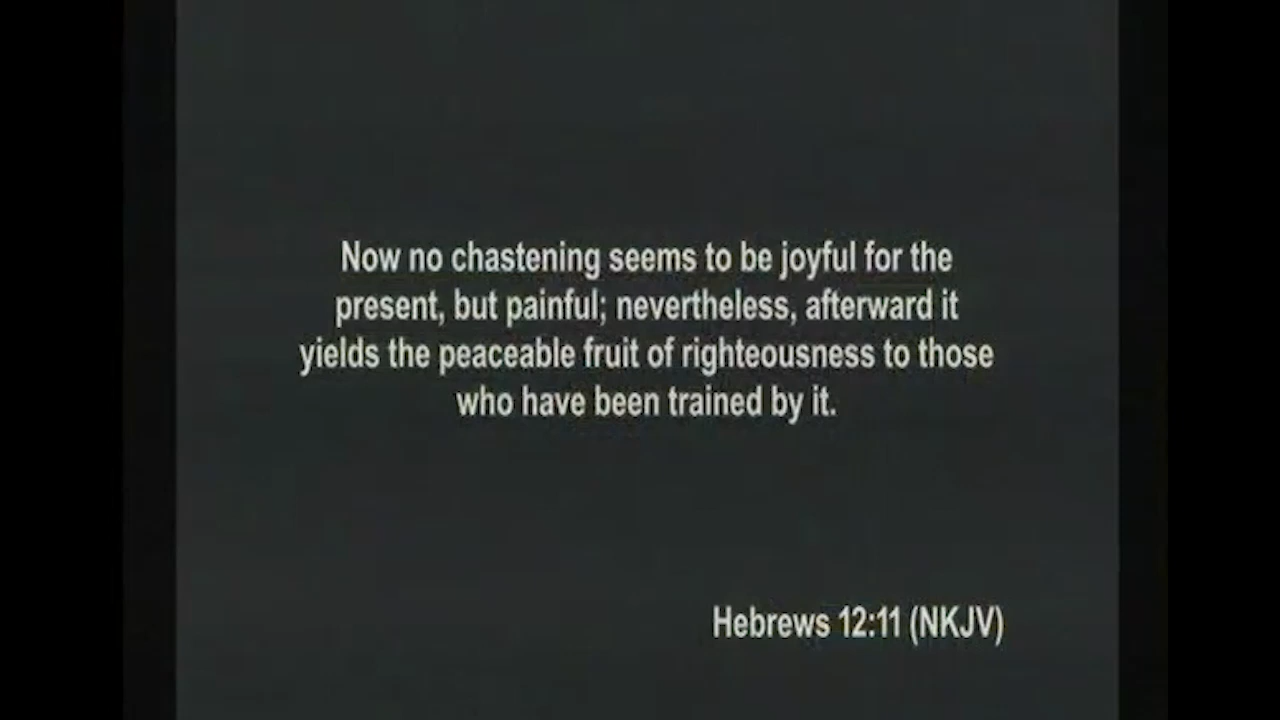 Now no chastening seems to be joyful for the
present, but painful; nevertheless, afterward it
yields the peaceable fruit of righteousness to those
who have been trained by it.
Hebrews 12:11 (NKJV)